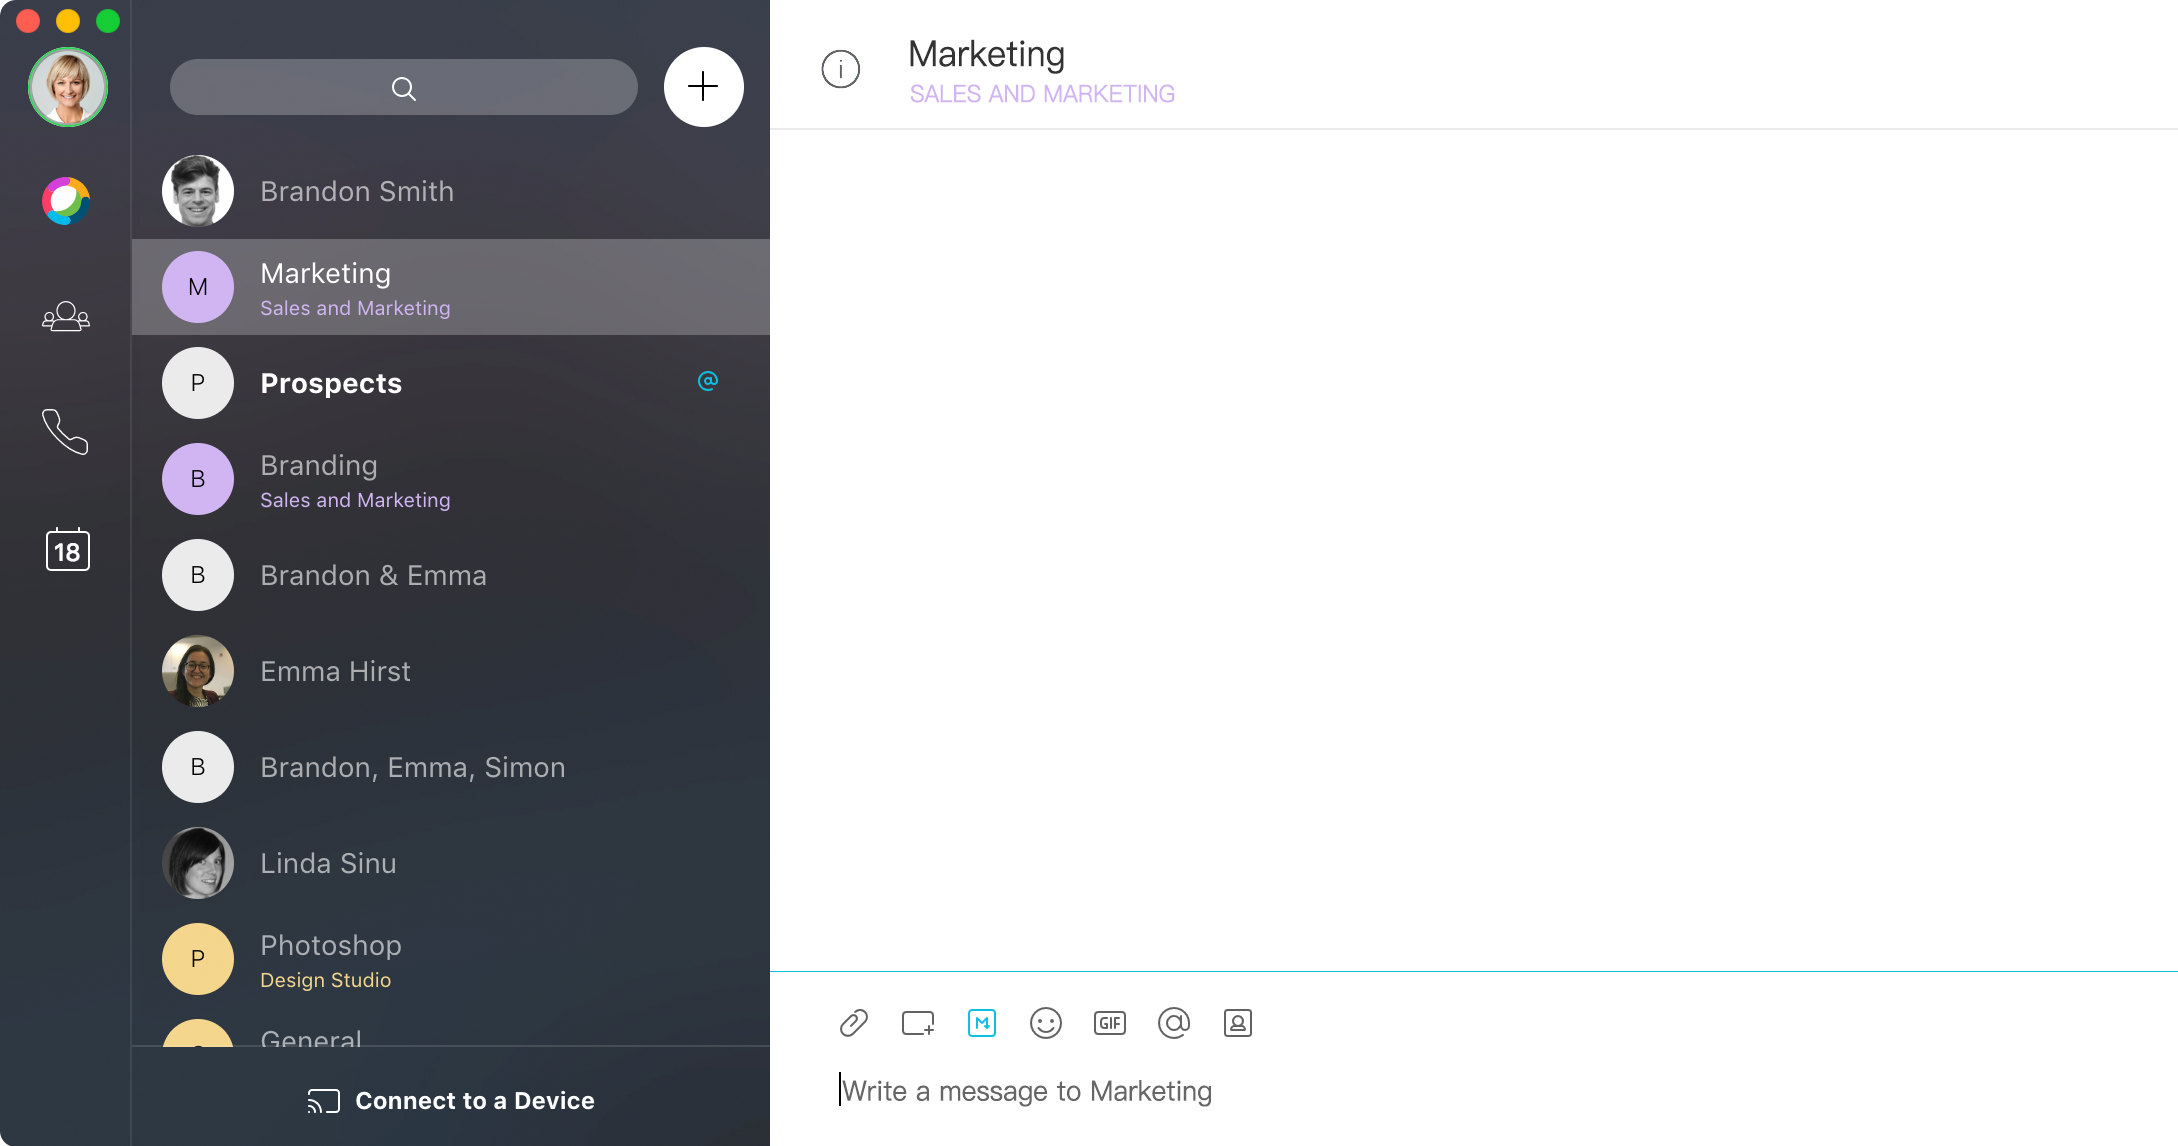 Brandon Smith
M
Marketing
Sales and Marketing
P
Prospects
@
B
Branding
Sales and Marketing
B
Brandon & Emma
Emma Hirst
B
Brandon, Emma, Simon
Linda Sinu
P
Photoshop
Design Studio
General
Connect to a Device
18
i
Marketing
SALES AND MARKETING
M
GIF
@
Write a message to Marketing